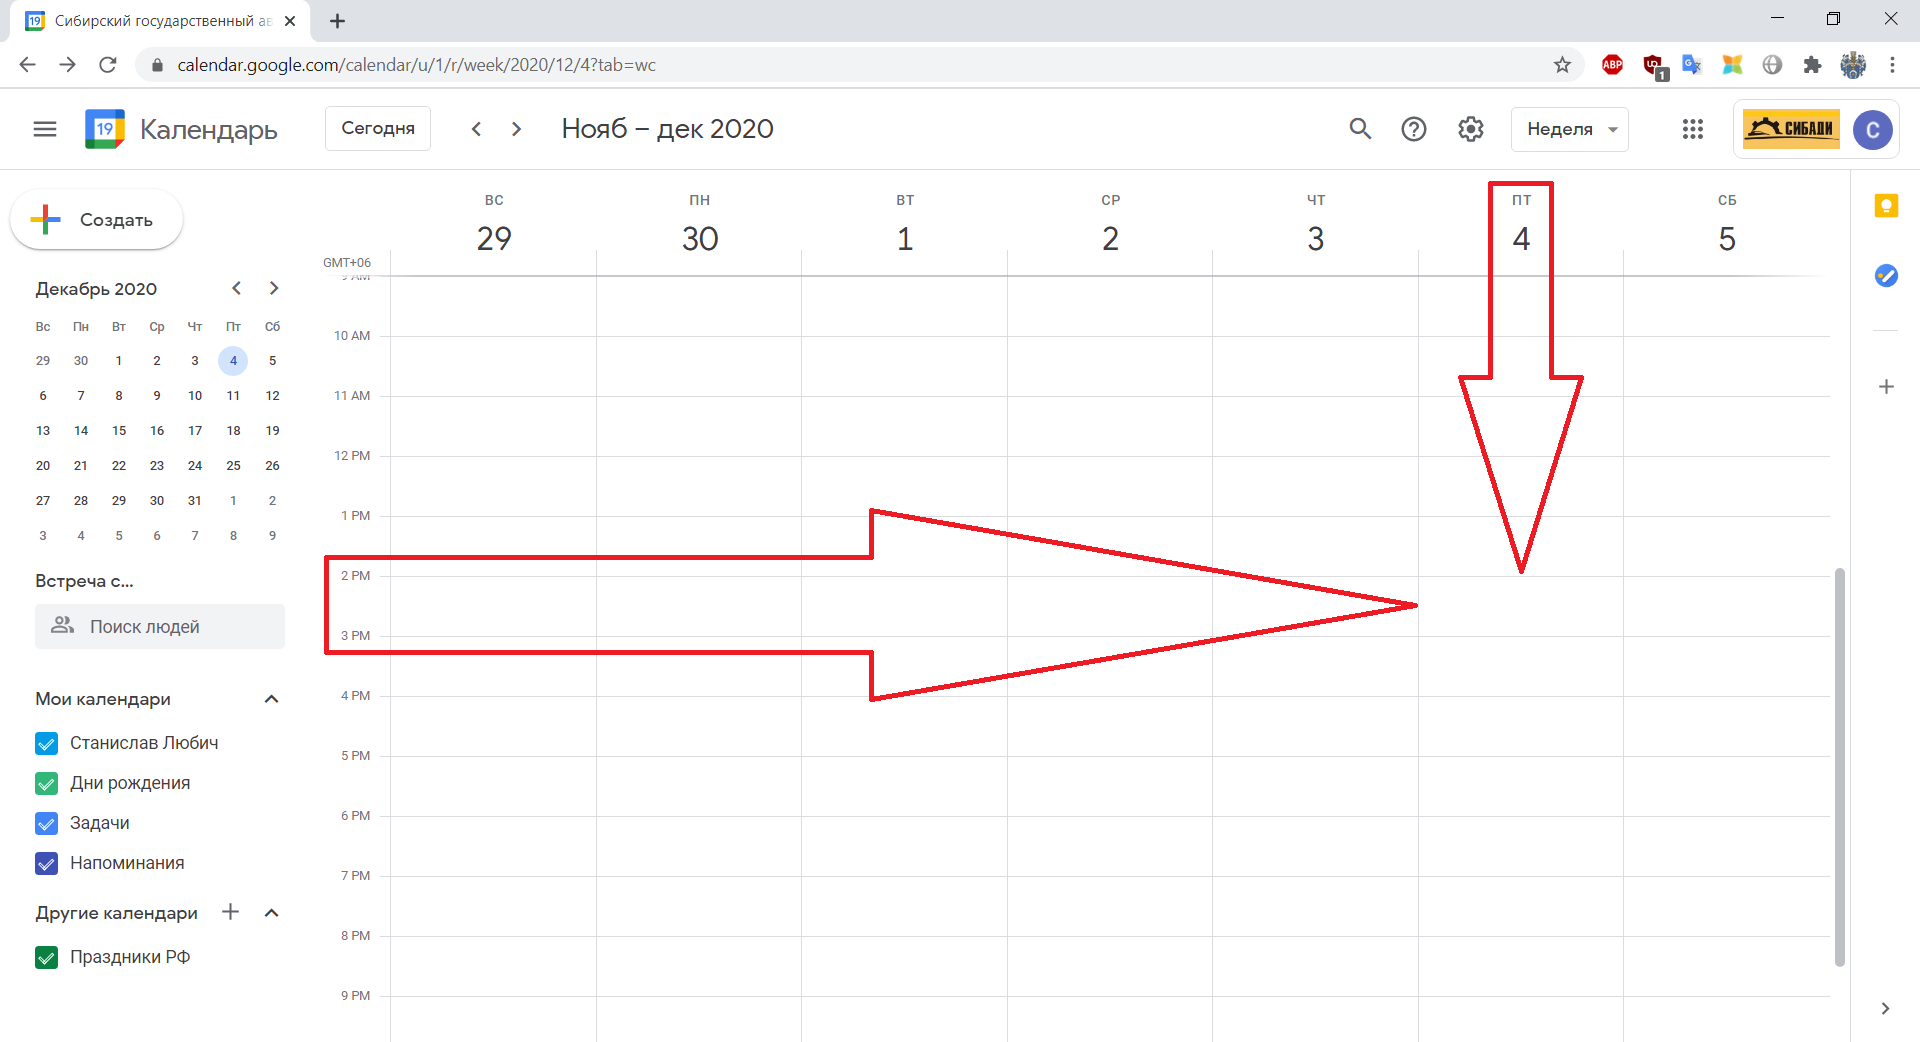 Сибирский государственный ав
calendar.google.com/calendar/u/1/r/week/2020/12/4?tab=wc
ABP
1
19
Календарь
Сегодня
Нояб – дек 2020
Неделя
СИБАДИ
С
Создать
ВС ПН ВТ СР ЧТ ПТ СБ
29 30 1 2 3 4 5
GMT+06
9 AM
10 AM
11 AM
12 PM
1 PM
2 PM
3 PM
4 PM
5 PM
6 PM
7 PM
8 PM
9 PM
Декабрь 2020
Вс Пн Вт Ср Чт Пт Сб
29 30 1 2 3 4 5
6 7 8 9 10 11 12
13 14 15 16 17 18 19
20 21 22 23 24 25 26
27 28 29 30 31 1 2
3 4 5 6 7 8 9
Встреча с...
Поиск людей
Мои календари
Станислав Любич
Дни рождения
Задачи
Напоминания
Другие календари
Праздники РФ